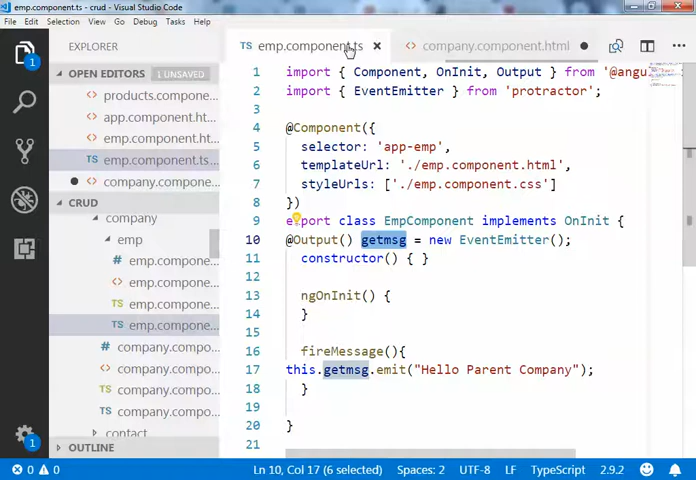 emp.component.ts - crud - Visual Studio Code
File Edit Selection View Go Debug Tasks Help
EXPLORER
OPEN EDITORS 1 UNSAVED
<> products.compone...
<> app.component.ht...
<> emp.component.ht...
TS emp.component.ts...
<> company.compone...
CRUD
company
emp
# emp.compone...
<> emp.compone...
TS emp.compone...
TS emp.compone...
# company.compo...
<> company.compo...
TS company.compo...
TS company.compo...
contact
OUTLINE
1
1
TS emp.component.ts ×
<> company.component.html
1 import { Component, OnInit, Output } from '@angu
2 import { EventEmitter } from 'protractor';
3
4 @Component({
5 selector: 'app-emp',
6 templateUrl: './emp.component.html',
7 styleUrls: ['./emp.component.css']
8 })
9 export class EmpComponent implements OnInit {
10 @Output() getmsg = new EventEmitter();
11 constructor() { }
12
13 ngOnInit() {
14 }
15
16 fireMessage(){
17 this.getmsg.emit("Hello Parent Company");
18 }
19
20 }
21
0 0 Ln 10, Col 17 (6 selected) Spaces: 2 UTF-8 LF TypeScript 2.9.2